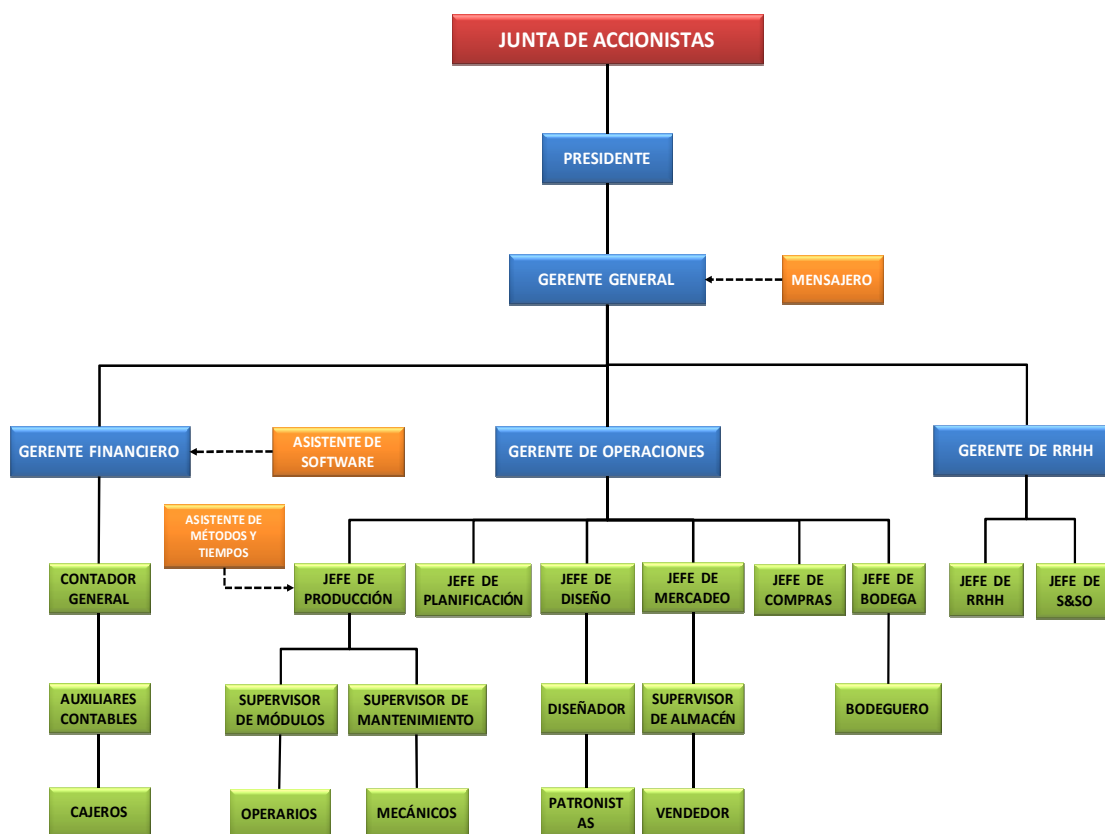 JUNTA DE ACCIONISTAS
PRESIDENTE
GERENTE GENERAL
MENSAJERO
GERENTE FINANCIERO
ASISTENTE DE
SOFTWARE
GERENTE DE OPERACIONES
GERENTE DE RRHH
ASISTENTE DE
MÉTODOS Y
TIEMPOS
CONTADOR
GENERAL
JEFE DE
PRODUCCIÓN
JEFE DE
PLANIFICACIÓN
JEFE DE
DISEÑO
JEFE DE
MERCADEO
JEFE DE
COMPRAS
JEFE DE
BODEGA
JEFE DE
RRHH
JEFE DE
S&SO
AUXILIARES
CONTABLES
SUPERVISOR
DE MÓDULOS
SUPERVISOR DE
MANTENIMIENTO
DISEÑADOR
SUPERVISOR
DE ALMACÉN
BODEGUERO
CAJEROS
OPERARIOS
MECÁNICOS
PATRONIST
AS
VENDEDOR